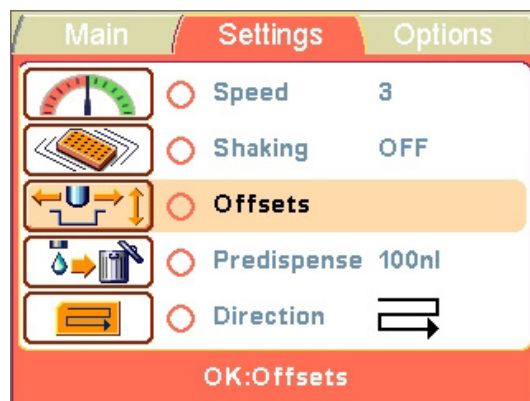 Main Settings Options
Speed 3
Shaking OFF
Offsets
Predispense 100nl
Direction
OK:Offsets